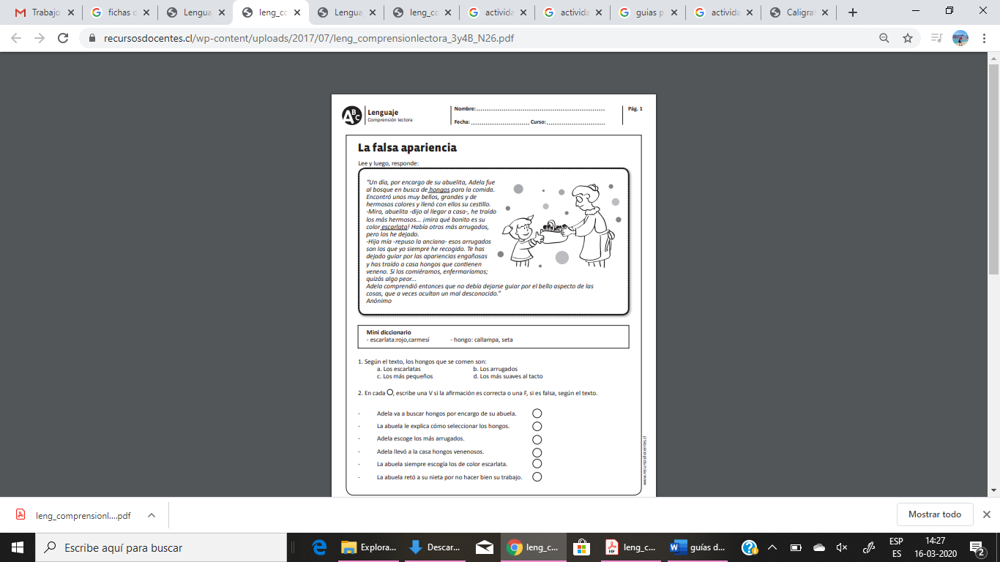 Trabajo
fichas d
Lengua
leng_co
Lengua
leng_co
activida
activida
guias p
activida
Caligraf
recursosdocentes.cl/wp-content/uploads/2017/07/leng_comprensionlectora_3y4B_N26.pdf
ABC
Lenguaje
Comprensión lectora
Nombre:
Fecha: Curso:
Pág. 1
La falsa apariencia
Lee y luego, responde:
“Un día, por encargo de su abuelita, Adela fue
al bosque en busca de hongos para la comida.
Encontró unos muy bellos, grandes y de
hermosos colores y llenó con ellos su cestillo.
-Mira, abuelita -dijo al llegar a casa-, he traído
los más hermosos... ¡mira qué bonito es su
color escarlata! Había otros más arrugados,
pero los he dejado.
-Hija mía -repuso la anciana- esos arrugados
son los que yo siempre he recogido. Te has
dejado guiar por las apariencias engañosas
y has traído a casa hongos que contienen
veneno. Si los comiéramos, enfermaríamos;
quizás algo peor...
Adela comprendió entonces que no debía dejarse guiar por el bello aspecto de las
cosas, que a veces ocultan un mal desconocido.”
Anónimo
Mini diccionario
- escarlata:rojo,carmesí - hongo: callampa, seta
1. Según el texto, los hongos que se comen son:
a. Los escarlatas b. Los arrugados
c. Los más pequeños d. Los más suaves al tacto
2. En cada O, escribe una V si la afirmación es correcta o una F, si es falsa, según el texto.
- Adela va a buscar hongos por encargo de su abuela.
- La abuela le explica cómo seleccionar los hongos.
- Adela escoge los más arrugados.
- Adela llevó a la casa hongos venenosos.
- La abuela siempre escogía los de color escarlata.
- La abuela retó a su nieta por no hacer bien su trabajo.
www.recursosdocentes.cl
leng_comprensionl....pdf
Mostrar todo
Escribe aquí para buscar
Explora...
Descar...
leng_c...
leng_c...
guías d...
ESP
ES
14:27
16-03-2020
2